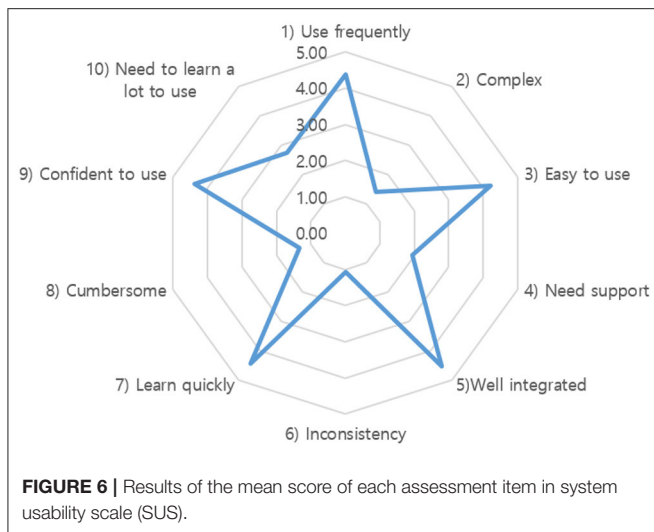 1) Use frequently
5.00
10) Need to learn a
lot to use
2) Complex
4.00
3.00
9) Confident to use
3) Easy to use
2.00
1.00
0.00
8) Cumbersome
4) Need support
7) Learn quickly
5)Well integrated
6) Inconsistency
FIGURE 6 | Results of the mean score of each assessment item in system
usability scale (SUS).